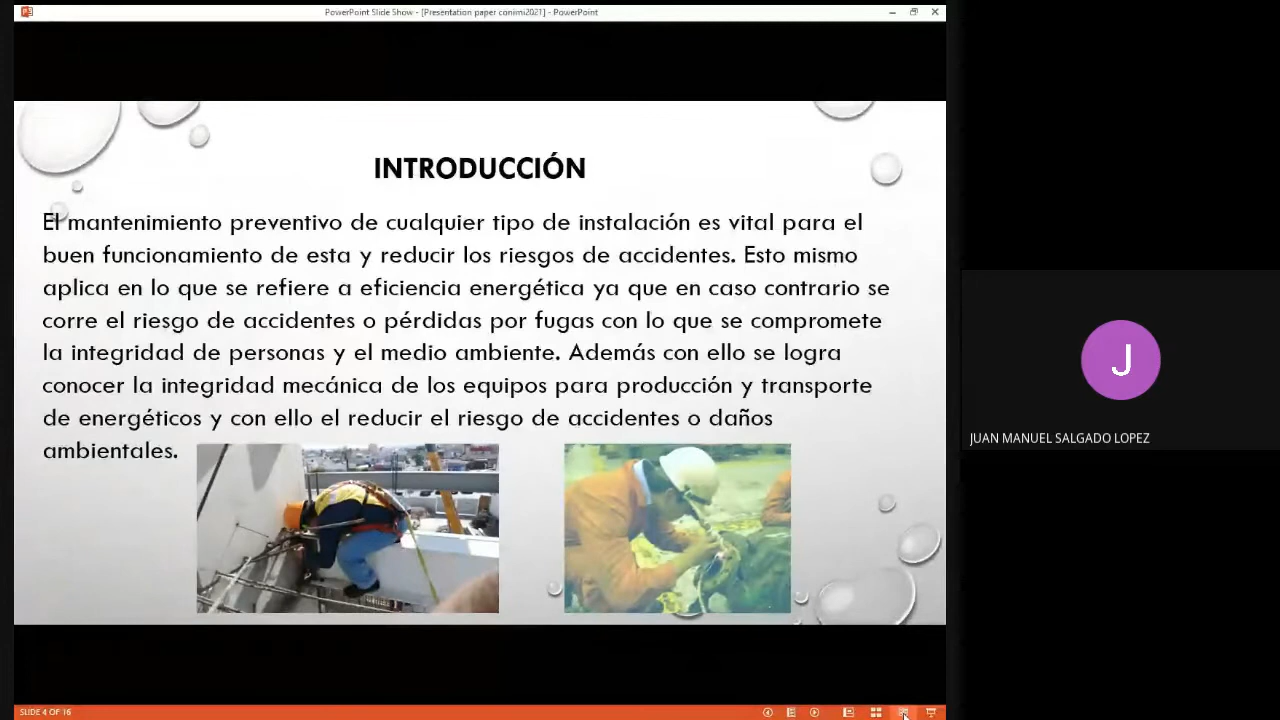 PowerPoint Slide Show - [Presentation paper conimi2021] - PowerPoint
INTRODUCCIÓN
El mantenimiento preventivo de cualquier tipo de instalación es vital para el
buen funcionamiento de esta y reducir los riesgos de accidentes. Esto mismo
aplica en lo que se refiere a eficiencia energética ya que en caso contrario se
corre el riesgo de accidentes o pérdidas por fugas con lo que se compromete
la integridad de personas y el medio ambiente. Además con ello se logra
conocer la integridad mecánica de los equipos para producción y transporte
de energéticos y con ello el reducir el riesgo de accidentes o daños
ambientales.
J
JUAN MANUEL SALGADO LOPEZ
SLIDE 4 OF 16